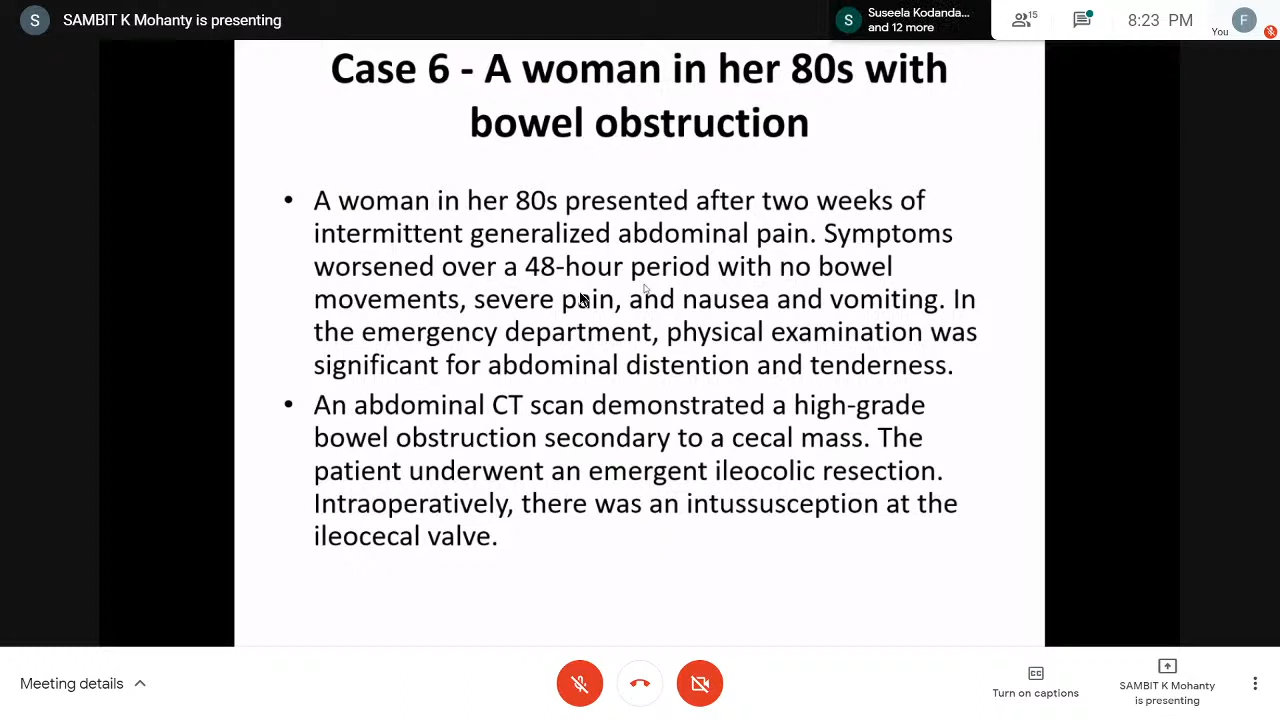 S SAMBIT K Mohanty is presenting
S Suseela Kodanda...
and 12 more
15
8:23 PM
You F
Case 6 - A woman in her 80s with
bowel obstruction
• A woman in her 80s presented after two weeks of
intermittent generalized abdominal pain. Symptoms
worsened over a 48-hour period with no bowel
movements, severe pain, and nausea and vomiting. In
the emergency department, physical examination was
significant for abdominal distention and tenderness.
• An abdominal CT scan demonstrated a high-grade
bowel obstruction secondary to a cecal mass. The
patient underwent an emergent ileocolic resection.
Intraoperatively, there was an intussusception at the
ileocecal valve.
Meeting details
CC
Turn on captions
SAMBIT K Mohanty
is presenting